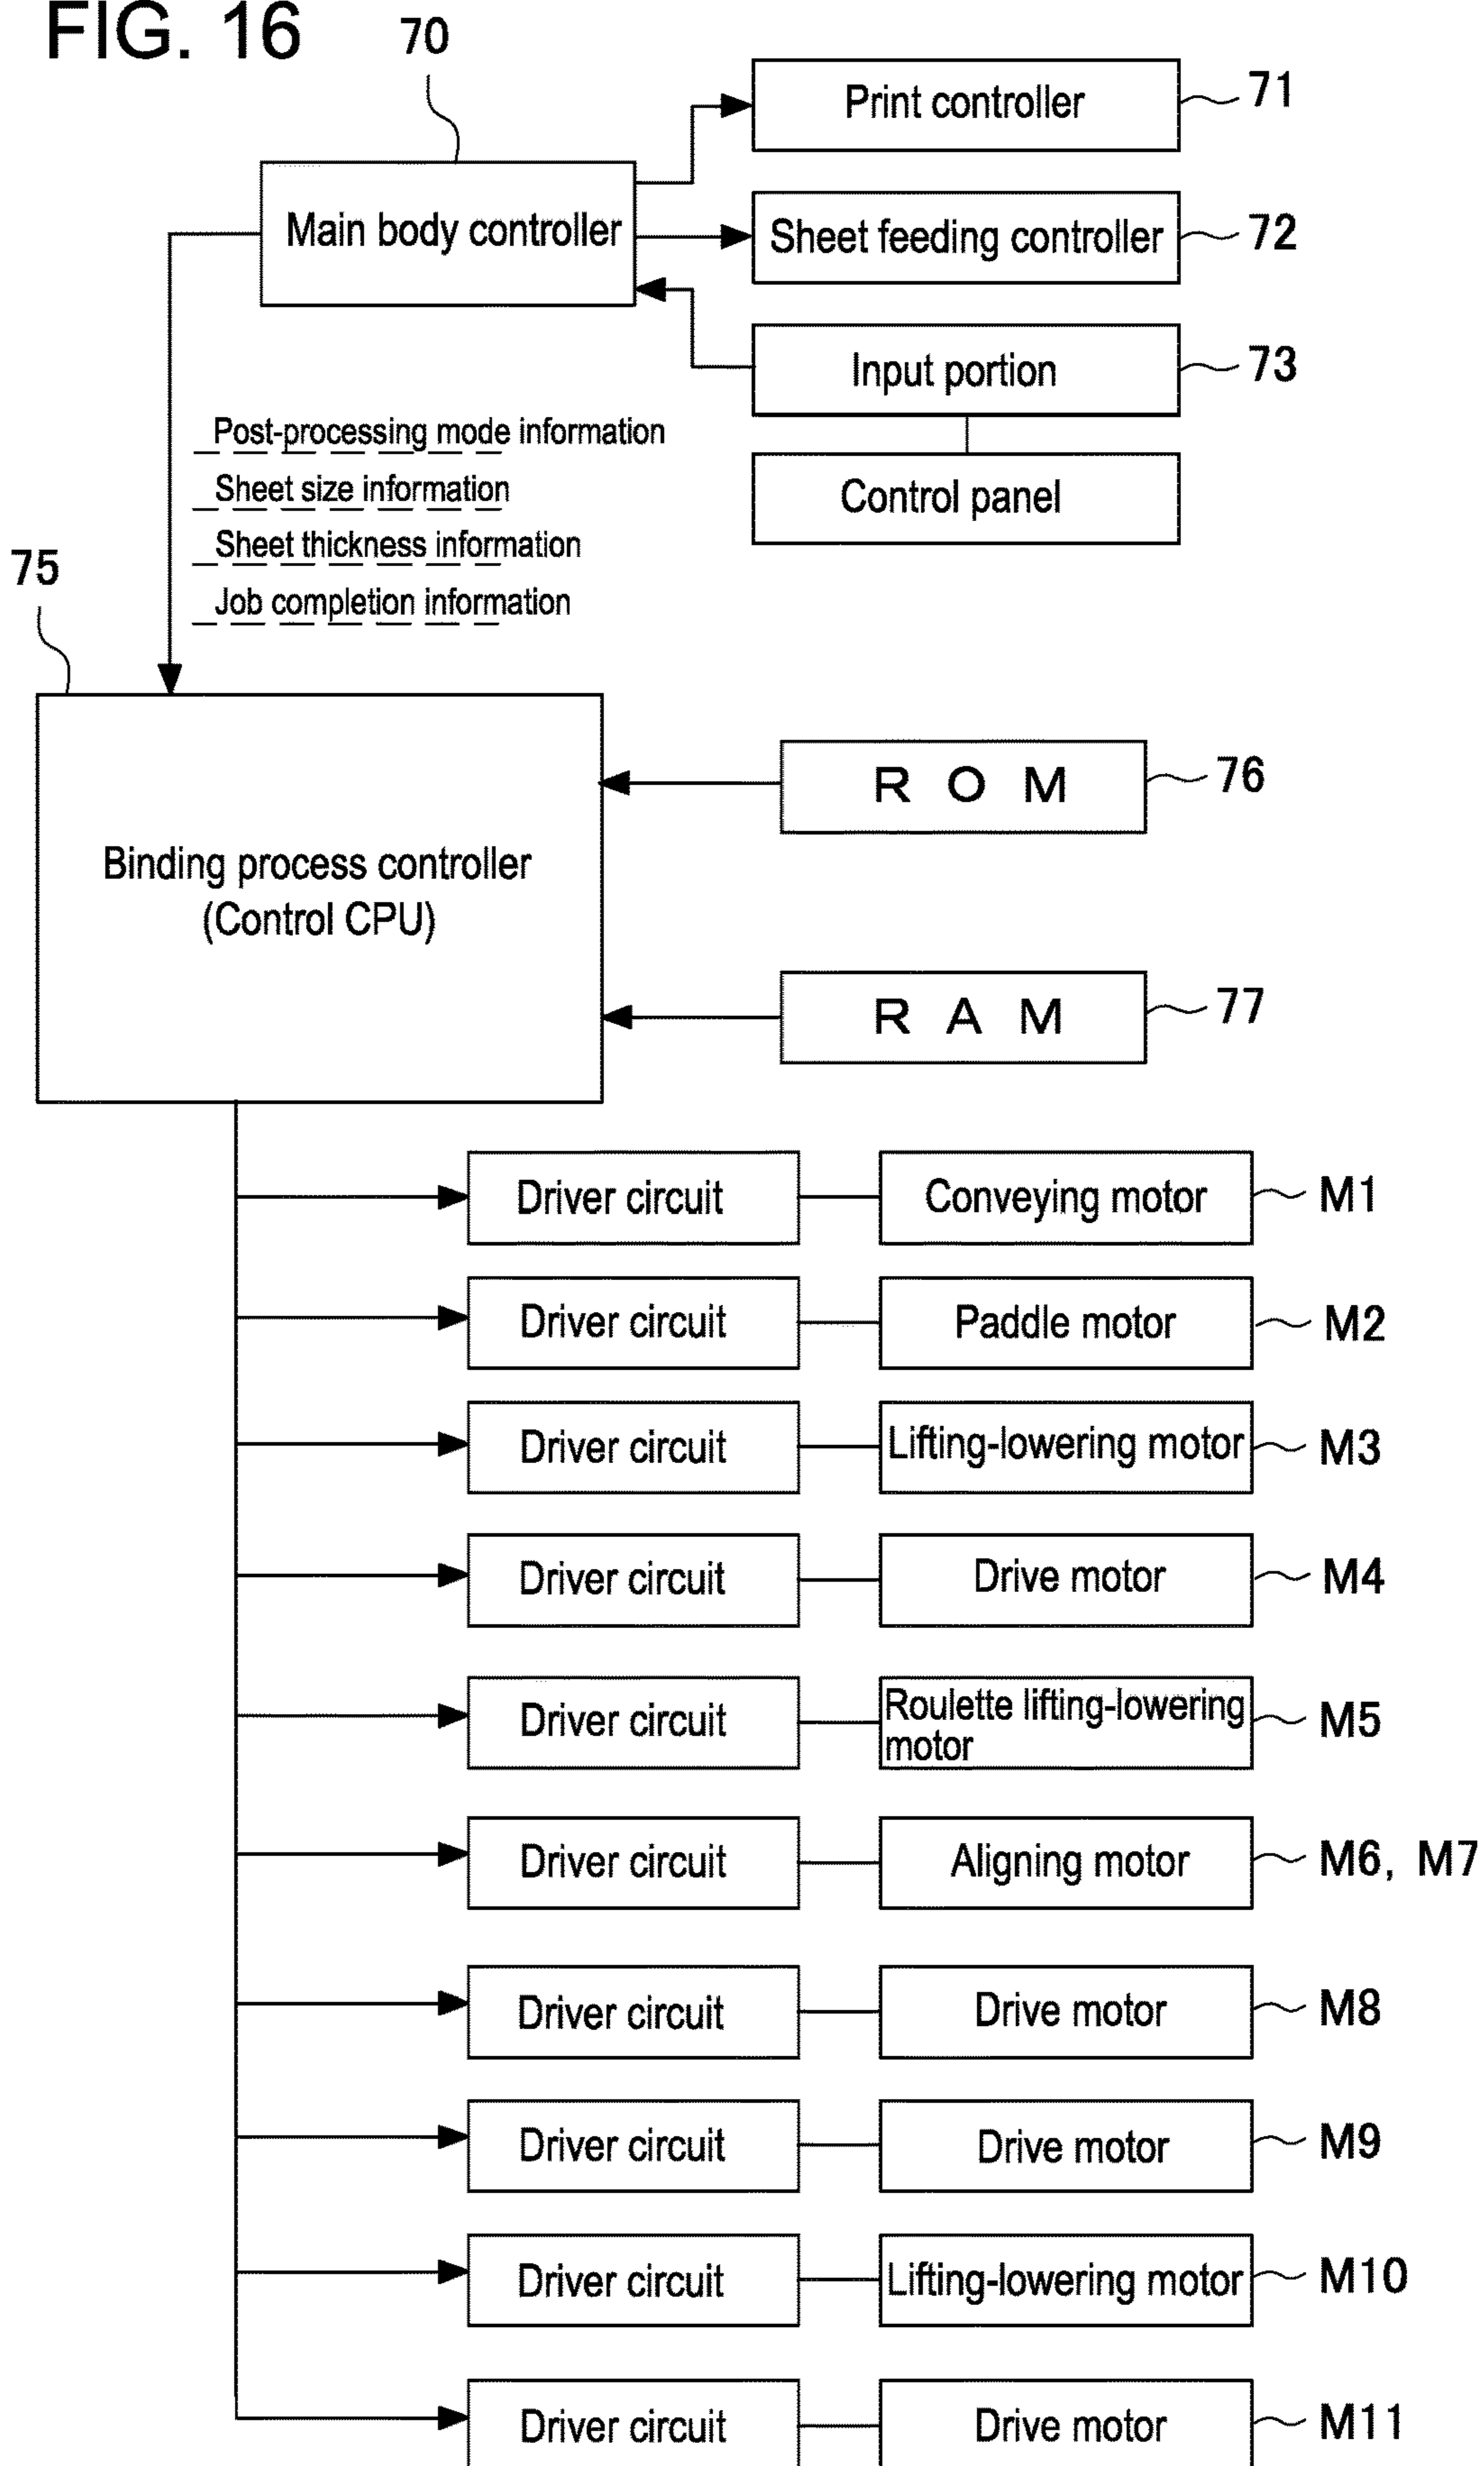 FIG. 16
70
Print controller
71
Main body controller
Sheet feeding controller
72
Input portion
73
Post-processing mode information
Control panel
Sheet size information
Sheet thickness information
Job completion information
75
Binding process controller
(Control CPU)
R O M
76
R A M
77
Driver circuit
Conveying motor
M1
Driver circuit
Paddle motor
M2
Driver circuit
Lifting-lowering motor
M3
Driver circuit
Drive motor
M4
Driver circuit
Roulette lifting-lowering
motor
M5
Driver circuit
Aligning motor
M6, M7
Driver circuit
Drive motor
M8
Driver circuit
Drive motor
M9
Driver circuit
Lifting-lowering motor
M10
Driver circuit
Drive motor
M11